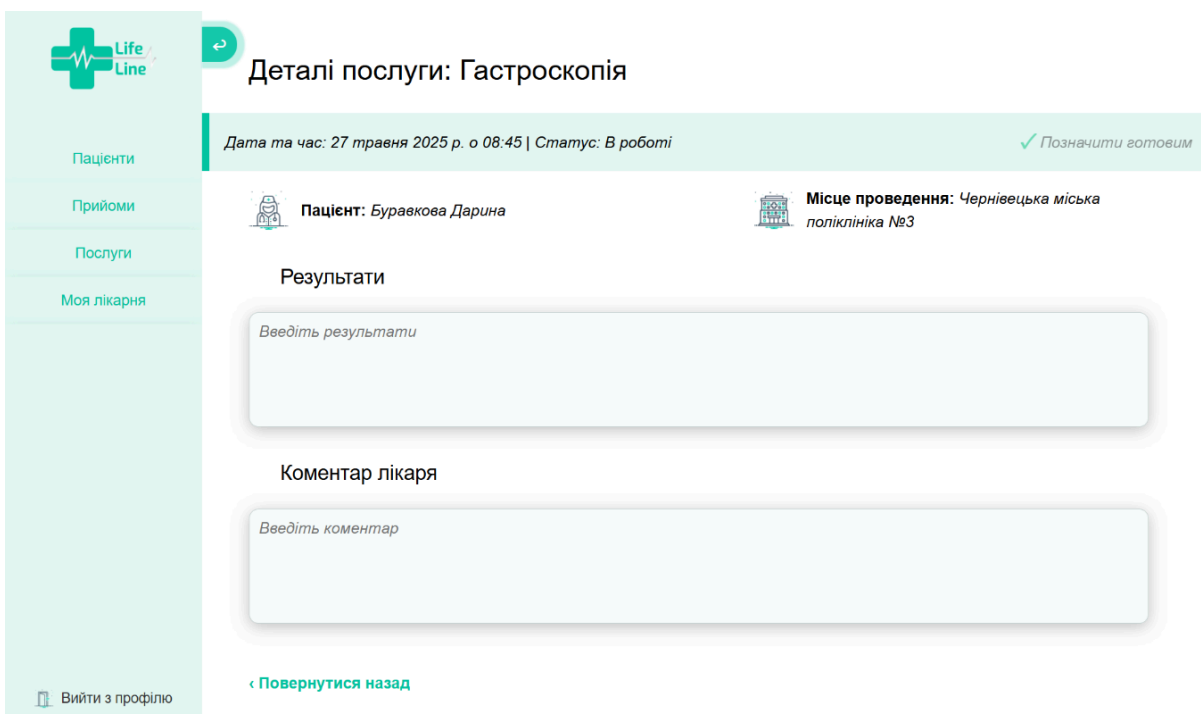 Life
Line
Деталі послуги: Гастроскопія
Дата та час: 27 травня 2025 р. о 08:45 | Статус: В роботі
✓ Позначити готовим
Пацієнти
Прийоми
Послуги
Моя лікарня
Пацієнт: Буравкова Дарина
Місце проведення: Чернівецька міська
поліклініка №3
Результати
Введіть результати
Коментар лікаря
Введіть коментар
‹ Повернутися назад
Вийти з профілю